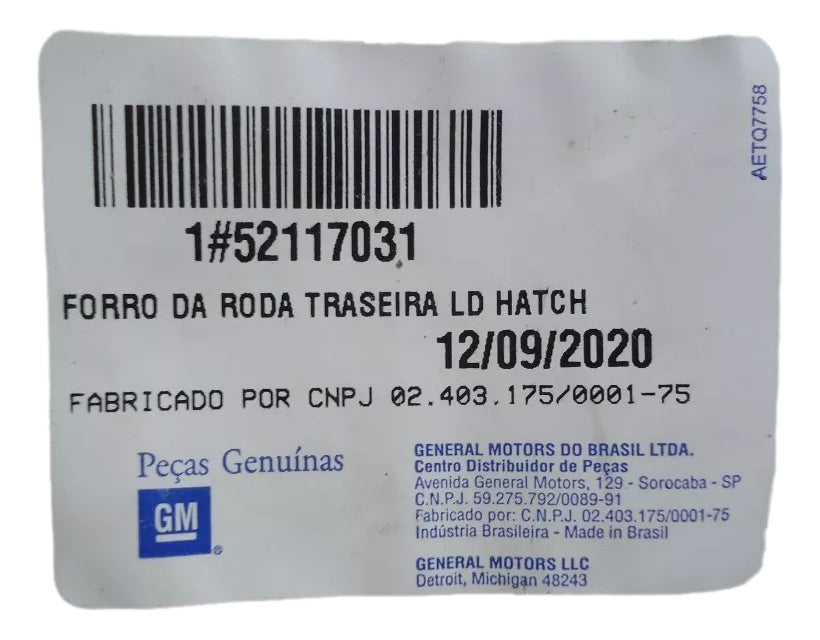 AETQ7758
1#52117031
FORRO DA RODA TRASEIRA LD HATCH
12/09/2020
FABRICADO POR CNPJ 02.403.175/0001-75
Peças Genuínas
GM
®
GENERAL MOTORS DO BRASIL LTDA.
Centro Distribuidor de Peças
Avenida General Motors, 129 - Sorocaba - SP
C.N.P.J. 59.275.792/0089-91
Fabricado por: C.N.P.J. 02.403.175/0001-75
Indústria Brasileira - Made in Brasil
GENERAL MOTORS LLC
Detroit, Michigan 48243